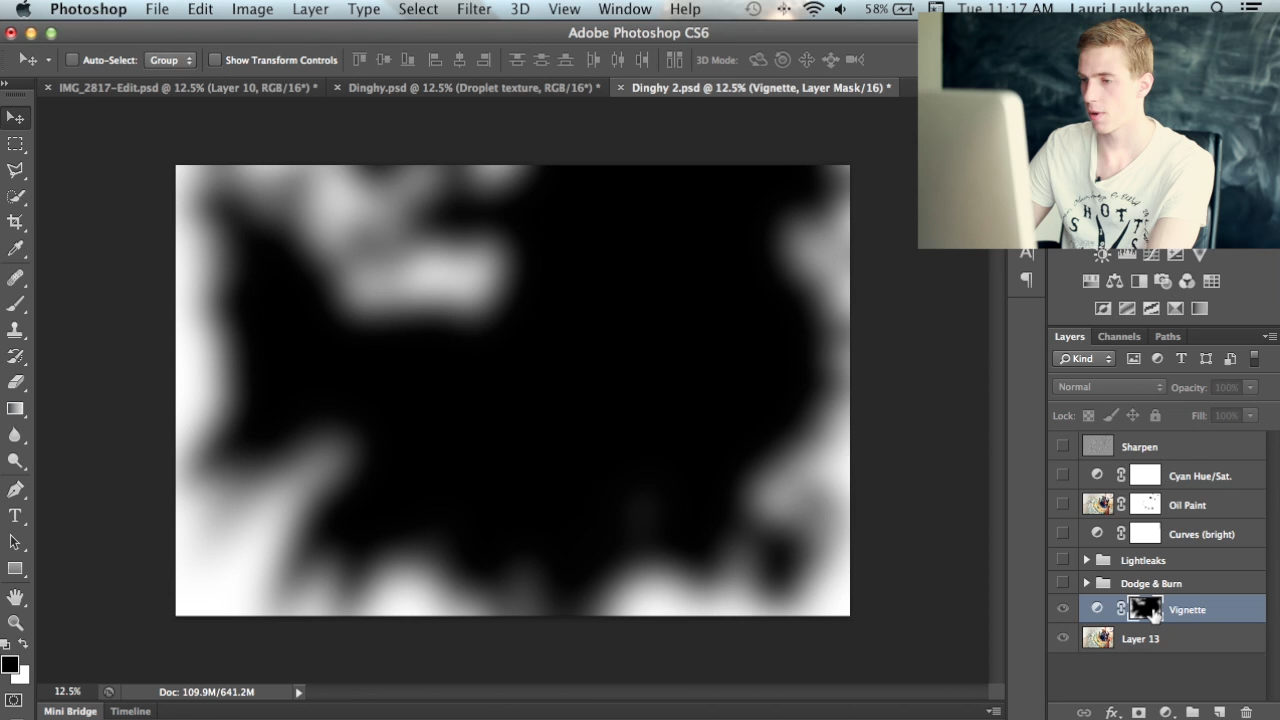 Photoshop File Edit Image Layer Type Select Filter 3D View Window Help 58% Tue 11:17 AM Lauri Laukkanen
Adobe Photoshop CS6
Auto-Select: Group Show Transform Controls 3D Mode:
IMG_2817-Edit.psd @ 12.5% (Layer 10, RGB/16*) * Dinghy.psd @ 12.5% (Droplet texture, RGB/16*) * Dinghy 2.psd @ 12.5% (Vignette, Layer Mask/16) *
SHOTTS
Layers Channels Paths
Kind
Normal Opacity: 100%
Lock: Fill: 100%
Sharpen
Cyan Hue/Sat.
Oil Paint
Curves (bright)
Lightleaks
Dodge & Burn
Vignette
Layer 13
12.5% Doc: 109.9M/641.2M
Mini Bridge Timeline